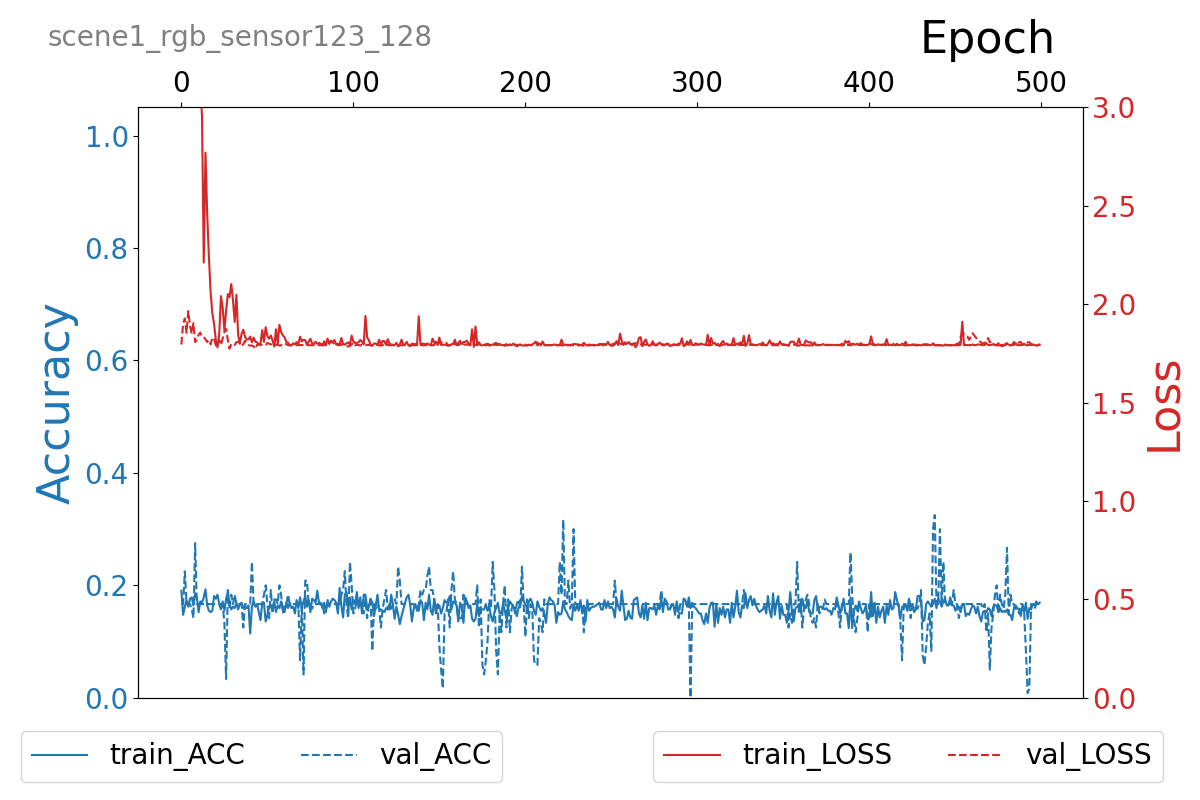 scene1_rgb_sensor123_128
Epoch
0 100 200 300 400 500
1.0 3.0
0.8 2.5
0.6 2.0
0.4 1.5
0.2 1.0
0.0 0.5
0.0
Accuracy
Loss
train_ACC val_ACC train_LOSS val_LOSS